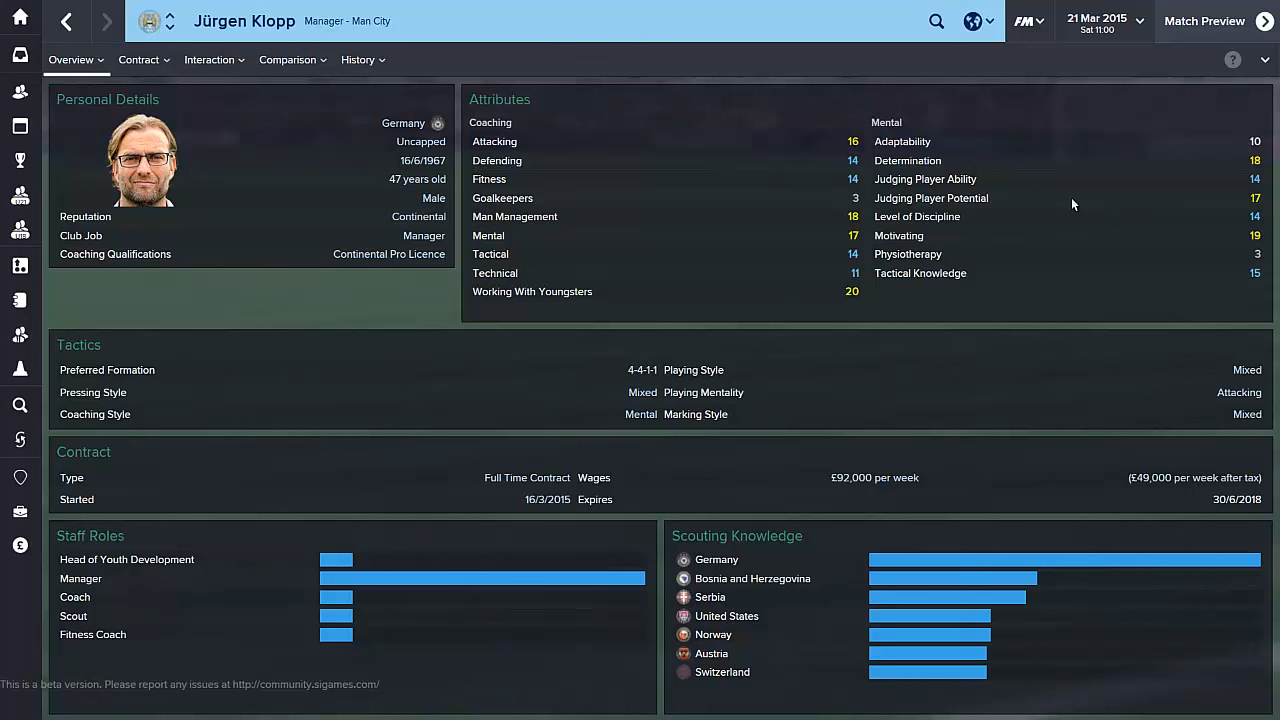 Jürgen Klopp Manager - Man City
FM
21 Mar 2015
Sat 11:00
Match Preview
Overview Contract Interaction Comparison History
?
Personal Details
Germany
Uncapped
16/6/1967
47 years old
Male
Reputation Continental
Club Job Manager
Coaching Qualifications Continental Pro Licence
Attributes
Coaching
Attacking 16
Defending 14
Fitness 14
Goalkeepers 3
Man Management 18
Mental 17
Tactical 14
Technical 11
Working With Youngsters 20
Mental
Adaptability 10
Determination 18
Judging Player Ability 14
Judging Player Potential 17
Level of Discipline 14
Motivating 19
Physiotherapy 3
Tactical Knowledge 15
Tactics
Preferred Formation 4-4-1-1 Playing Style Mixed
Pressing Style Mixed Playing Mentality Attacking
Coaching Style Mental Marking Style Mixed
Contract
Type Full Time Contract Wages £92,000 per week (£49,000 per week after tax)
Started 16/3/2015 Expires 30/6/2018
Staff Roles
Head of Youth Development
Manager
Coach
Scout
Fitness Coach
Scouting Knowledge
Germany
Bosnia and Herzegovina
Serbia
United States
Norway
Austria
Switzerland
This is a beta version. Please report any issues at http://community.sigames.com/